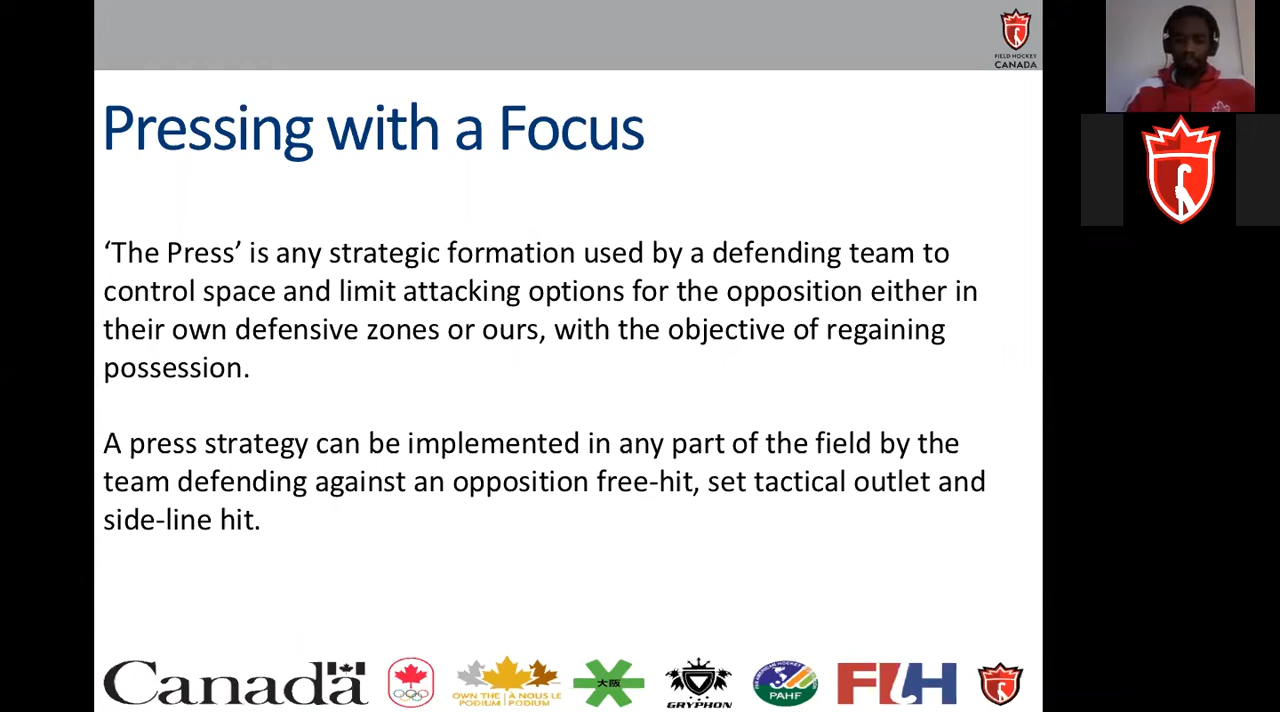 FIELD HOCKEY
CANADA
Pressing with a Focus
‘The Press’ is any strategic formation used by a defending team to
control space and limit attacking options for the opposition either in
their own defensive zones or ours, with the objective of regaining
possession.
A press strategy can be implemented in any part of the field by the
team defending against an opposition free-hit, set tactical outlet and
side-line hit.
Canada
OWN THE | À NOUS LE
PODIUM | PODIUM
大阪
GRYPHON
PAHF
FIH